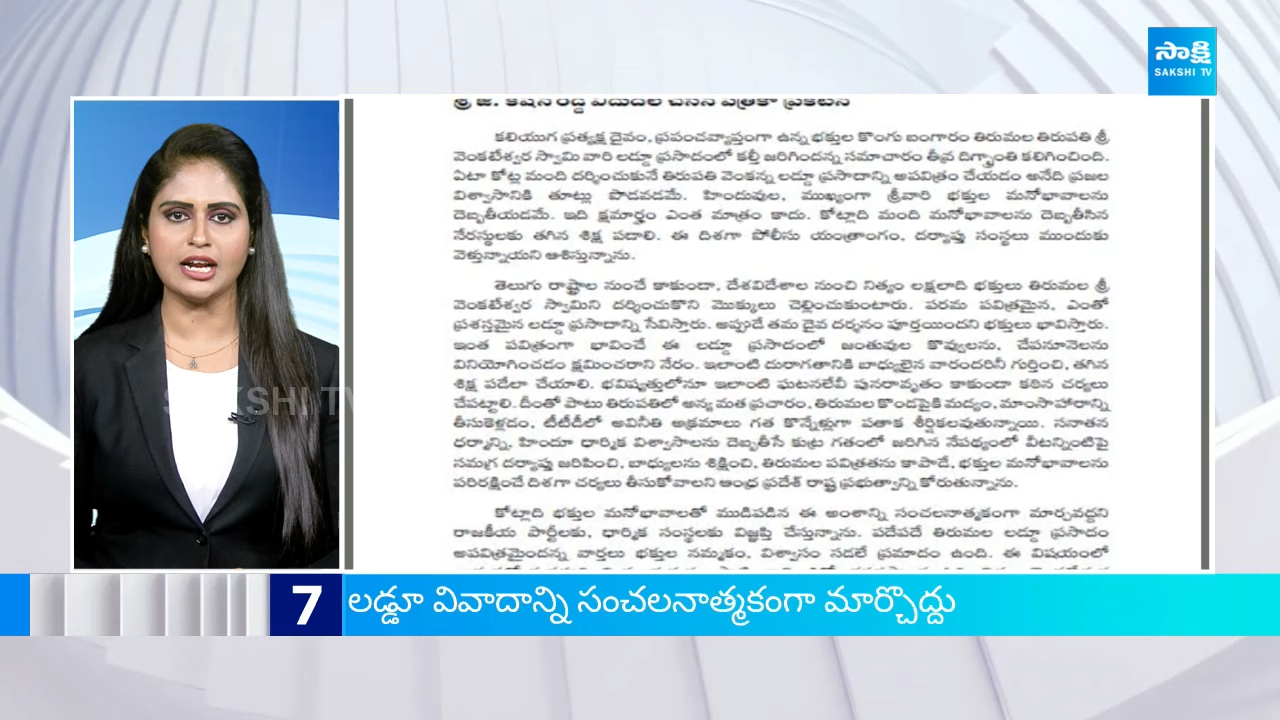 సాక్షి
SAKSHI TV
శ్రీ జి. కిషన్ రెడ్డి విడుదల చేసిన పత్రికా ప్రకటన
కలియుగ ప్రత్యక్ష దైవం, ప్రపంచవ్యాప్తంగా ఉన్న భక్తుల కొంగు బంగారం తిరుమల తిరుపతి శ్రీ
వెంకటేశ్వర స్వామి వారి లడ్డూ ప్రసాదంలో కల్తీ జరిగిందన్న సమాచారం తీవ్ర దిగ్భ్రాంతి కలిగించింది.
ఏటా కోట్ల మంది దర్శించుకునే తిరుపతి వెంకన్న లడ్డూ ప్రసాదాన్ని అపవిత్రం చేయడం అనేది ప్రజల
విశ్వాసానికి తూట్లు పొడవడమే. హిందువుల, ముఖ్యంగా శ్రీవారి భక్తుల మనోభావాలను
దెబ్బతీయడమే. ఇది క్షమార్హం ఎంత మాత్రం కాదు. కోట్లాది మంది మనోభావాలను దెబ్బతీసిన
నేరస్థులకు తగిన శిక్ష పడాలి. ఈ దిశగా పోలీసు యంత్రాంగం, దర్యాప్తు సంస్థలు ముందుకు
వెళ్తున్నాయని ఆశిస్తున్నాను.
తెలుగు రాష్ట్రాల నుంచే కాకుండా, దేశవిదేశాల నుంచి నిత్యం లక్షలాది భక్తులు తిరుమల శ్రీ
వెంకటేశ్వర స్వామిని దర్శించుకొని మొక్కులు చెల్లించుకుంటారు. పరమ పవిత్రమైన, ఎంతో
ప్రశస్తమైన లడ్డూ ప్రసాదాన్ని సేవిస్తారు. అప్పుడే తమ దైవ దర్శనం పూర్తయిందని భక్తులు భావిస్తారు.
ఇంత పవిత్రంగా భావించే ఈ లడ్డూ ప్రసాదంలో జంతువుల కొవ్వులను, చేపనూనెలను
వినియోగించడం క్షమించరాని నేరం. ఇలాంటి దురాగతానికి బాధ్యులైన వారందరినీ గుర్తించి, తగిన
శిక్ష పడేలా చేయాలి. భవిష్యత్తులోనూ ఇలాంటి ఘటనలేవీ పునరావృతం కాకుండా కఠిన చర్యలు
చేపట్టాలి. దీంతో పాటు తిరుపతిలో అన్య మత ప్రచారం, తిరుమల కొండపైకి మద్యం, మాంసాహారాన్ని
తీసుకెళ్లడం, టీటీడీలో అవినీతి అక్రమాలు గత కొన్నేళ్లుగా పతాక శీర్షికలవుతున్నాయి. సనాతన
ధర్మాన్ని, హిందూ ధార్మిక విశ్వాసాలను దెబ్బతీసే కుట్ర గతంలో జరిగిన నేపథ్యంలో వీటన్నింటిపై
సమగ్ర దర్యాప్తు జరిపించి, బాధ్యులను శిక్షించి, తిరుమల పవిత్రతను కాపాడే, భక్తుల మనోభావాలను
పరిరక్షించే దిశగా చర్యలు తీసుకోవాలని ఆంధ్ర ప్రదేశ్ రాష్ట్ర ప్రభుత్వాన్ని కోరుతున్నాను.
కోట్లాది భక్తుల మనోభావాలతో ముడిపడిన ఈ అంశాన్ని సంచలనాత్మకంగా మార్చవద్దని
రాజకీయ పార్టీలకు, ధార్మిక సంస్థలకు విజ్ఞప్తి చేస్తున్నాను. పదేపదే తిరుమల లడ్డూ ప్రసాదం
అపవిత్రమైందన్న వార్తలు భక్తుల నమ్మకం, విశ్వాసం సడలే ప్రమాదం ఉంది. ఈ విషయంలో
SAKSHI TV
7 లడ్డూ వివాదాన్ని సంచలనాత్మకంగా మార్చొద్దు